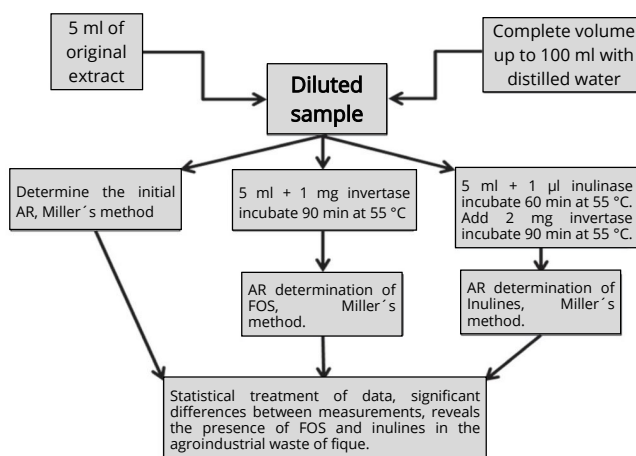 5 ml of
original
extract
Complete volume
up to 100 ml with
distilled water
Diluted
sample
Determine the initial
AR, Miller´s method
5 ml + 1 mg invertase
incubate 90 min at 55 °C
5 ml + 1 µl inulinase
incubate 60 min at 55 °C.
Add 2 mg invertase
incubate 90 min at 55 °C.
AR determination of
FOS, Miller´s
method.
AR determination of
Inulines, Miller´s
method.
Statistical treatment of data, significant
differences between measurements, reveals
the presence of FOS and inulines in the
agroindustrial waste of fique.